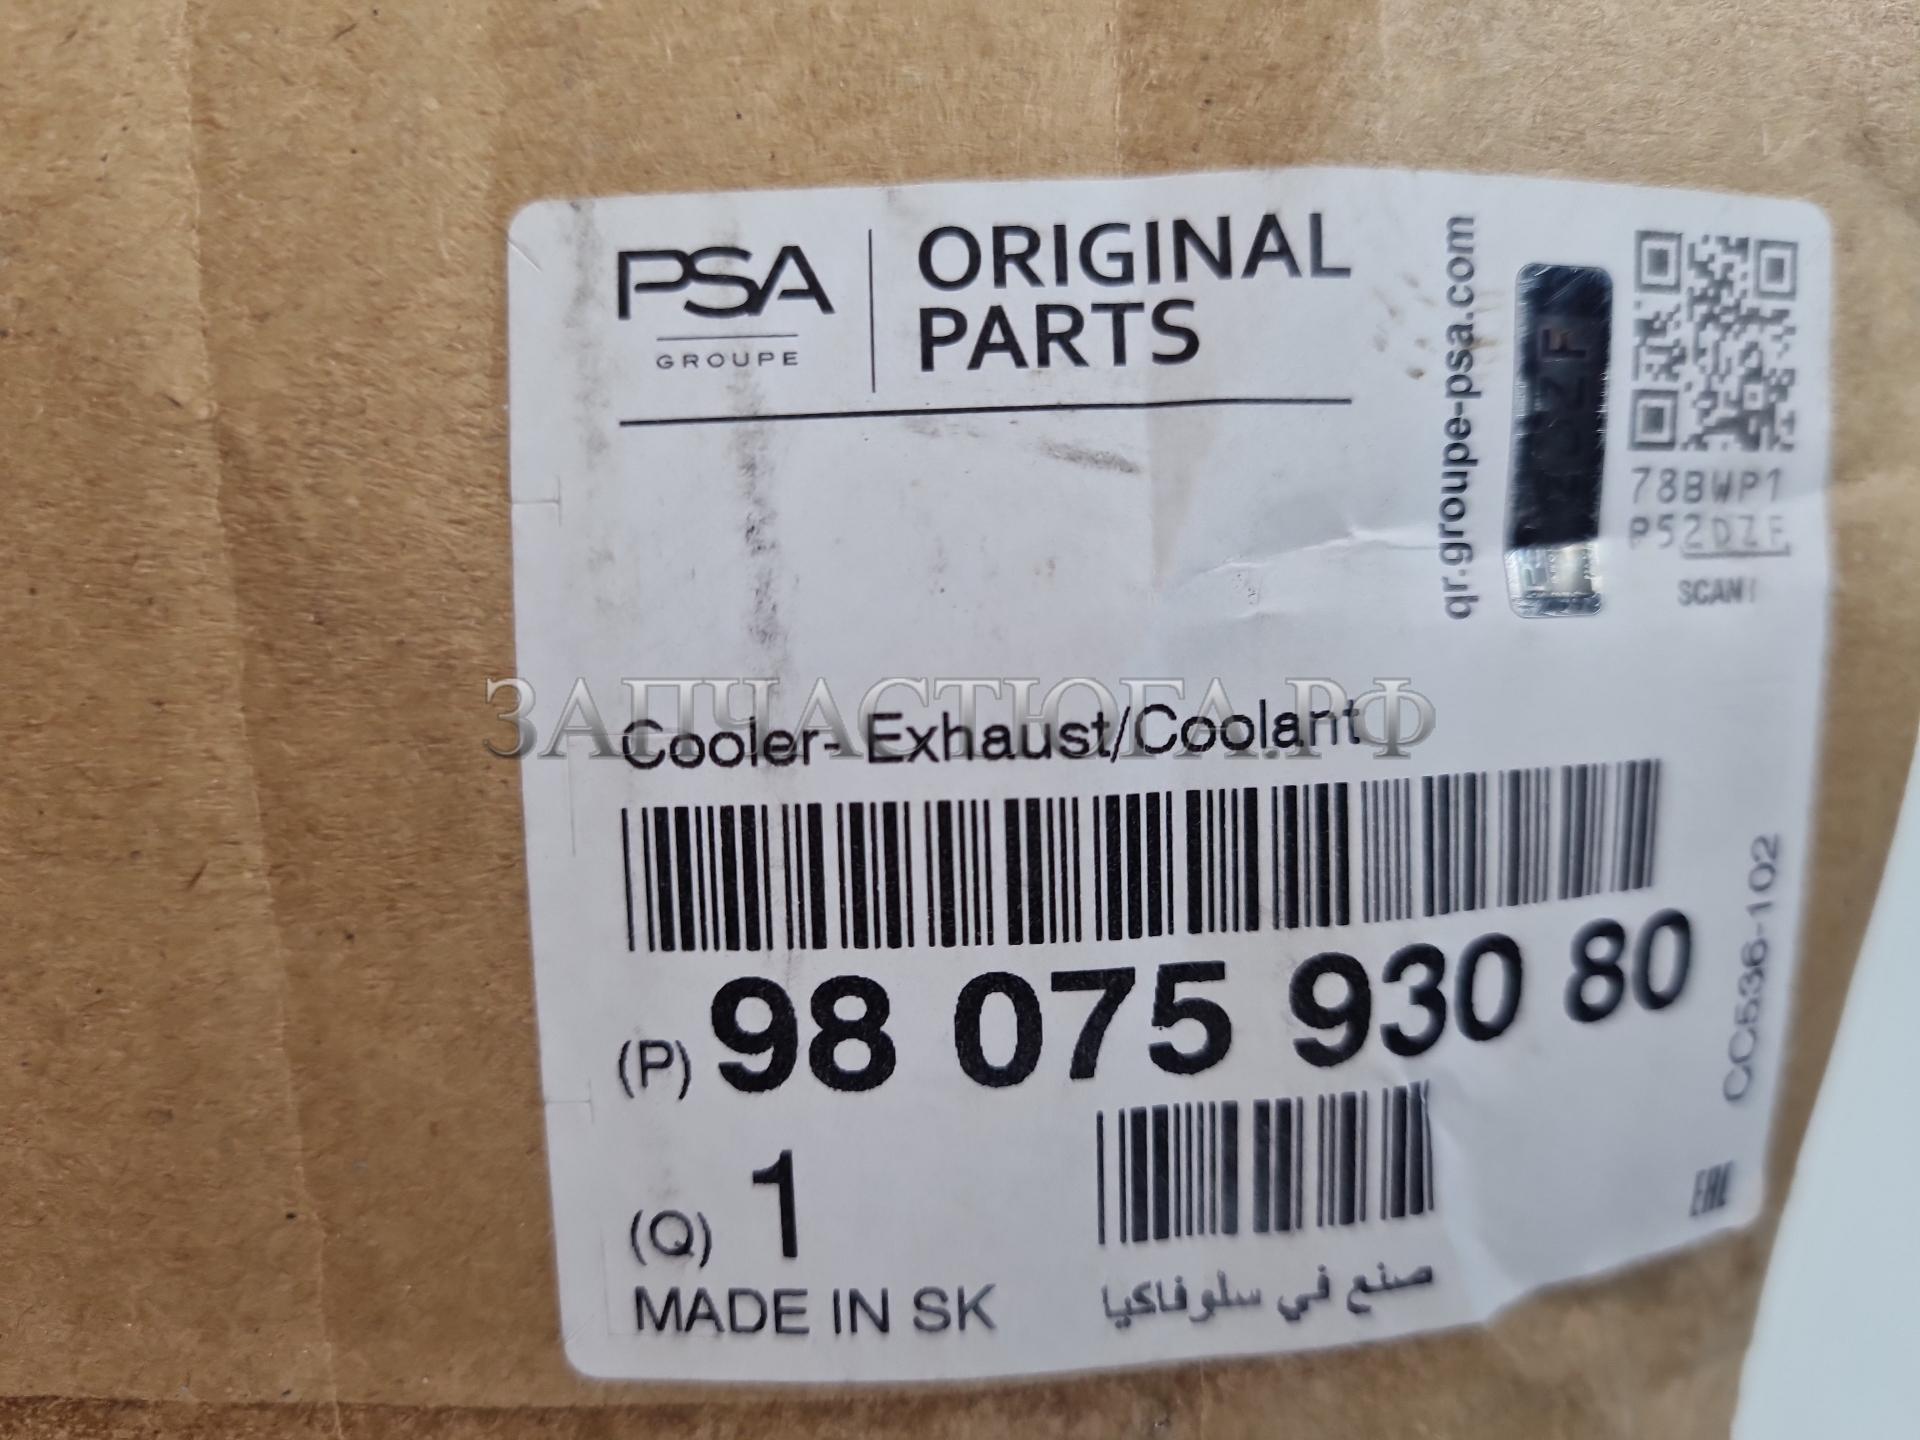 PSA
GROUPE
ORIGINAL
PARTS
qr.groupe-psa.com
78BWP1
P52DZF
SCAN!
ЗАПЧАСТЮГА.РФ
Cooler- Exhaust/Coolant
(P) 98 075 930 80
CC536-102
(Q) 1
EAC
MADE IN SK
صنع في سلوفاكيا